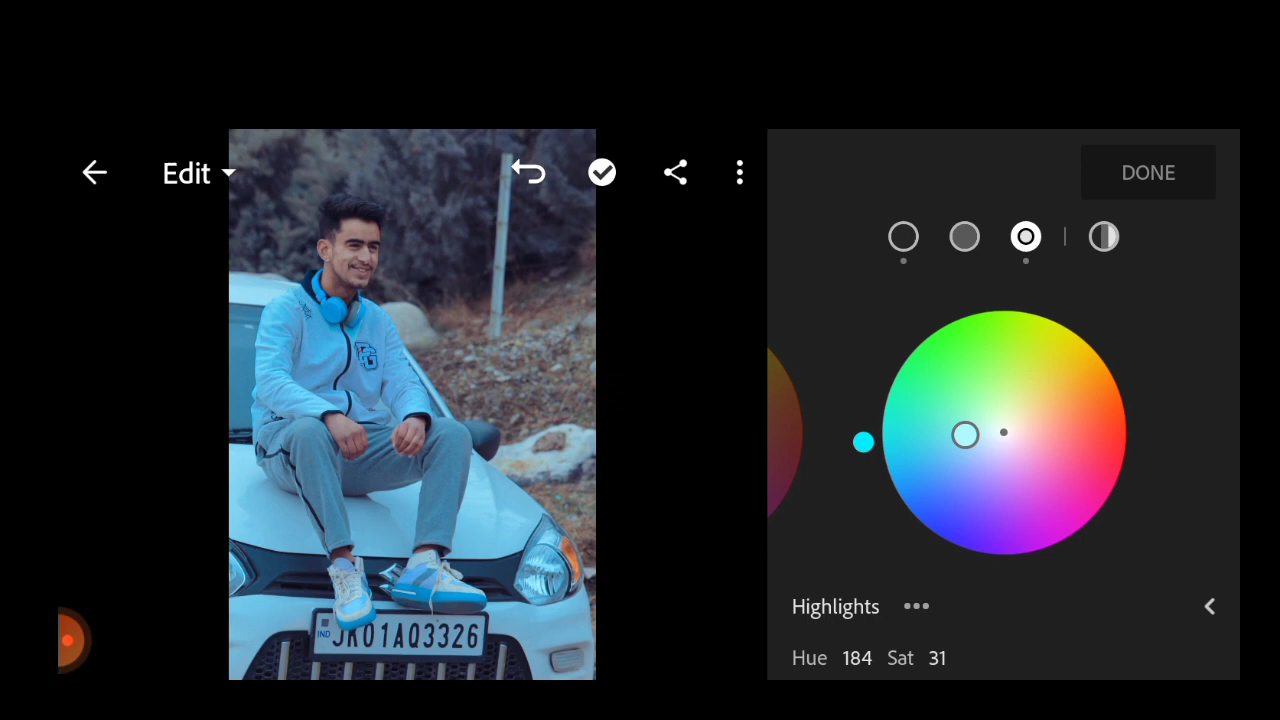 Edit
DONE
IND JK01AQ3326
Highlights
Hue 184 Sat 31